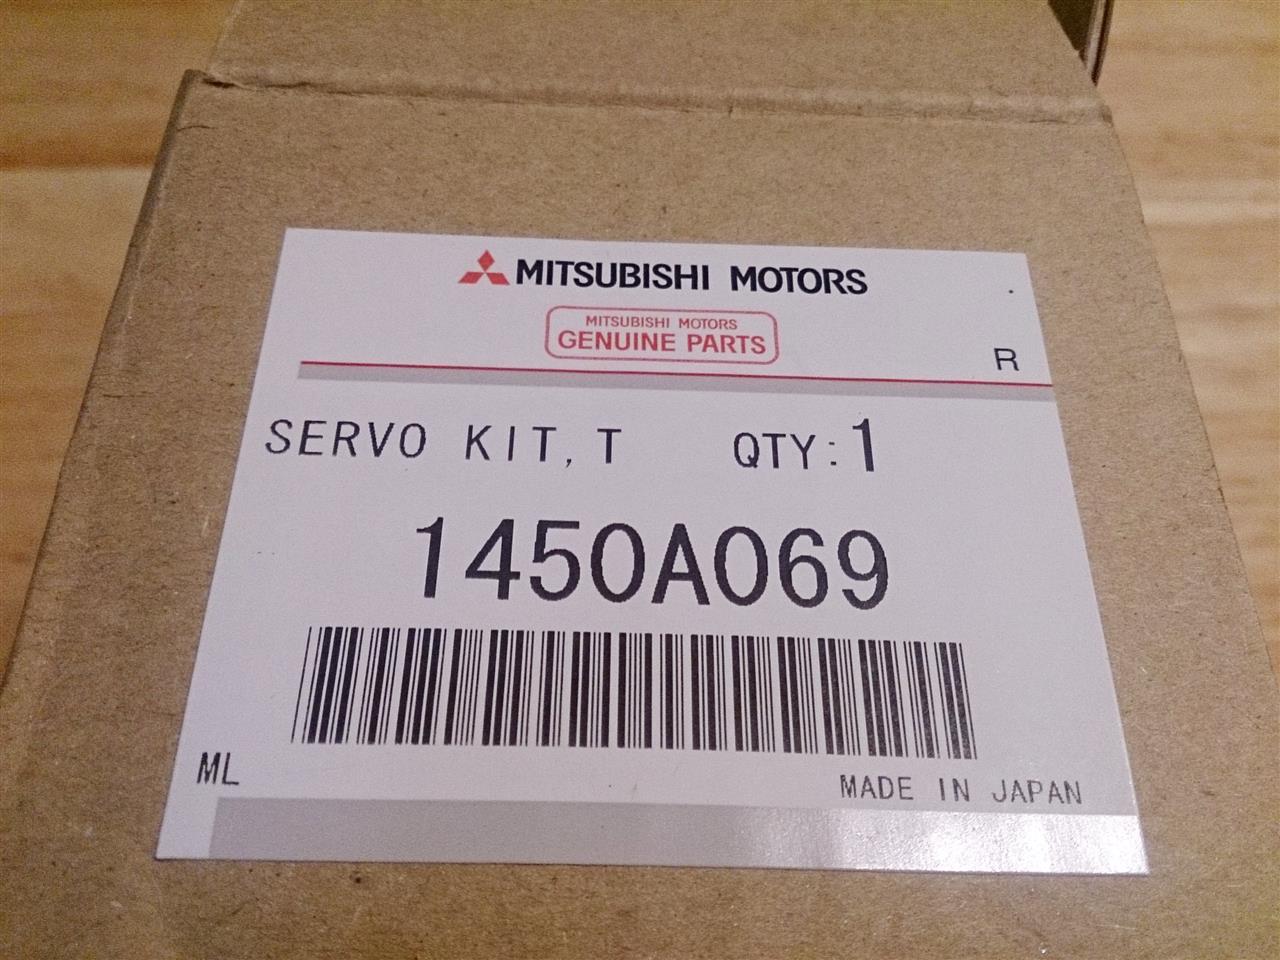 MITSUBISHI MOTORS
MITSUBISHI MOTORS
GENUINE PARTS
R
SERVO KIT, T QTY:1
1450A069
ML
MADE IN JAPAN